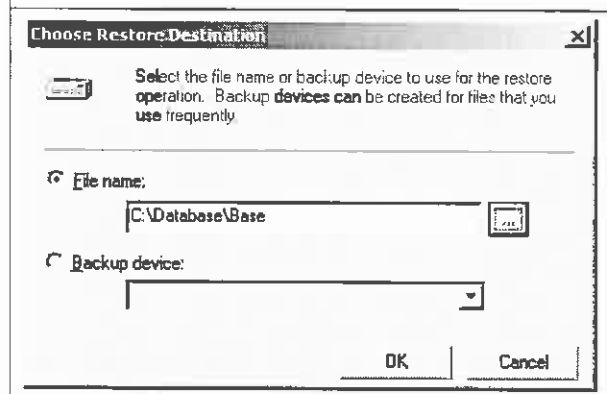 Choose Restore Destination
Select the file name or backup device to use for the restore
operation. Backup devices can be created for files that you
use frequently
File name:
C:\Database\Base
...
Backup device:
OK
Cancel